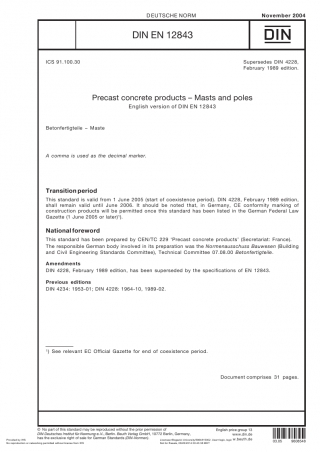 DEUTSCHE NORM
November 2004
DIN EN 12843
DIN
ICS 91.100.30
Supersedes DIN 4228,
February 1989 edition.
Precast concrete products – Masts and poles
English version of DIN EN 12843
Betonfertigteile – Maste
A comma is used as the decimal marker.
Transition period
This standard is valid from 1 June 2005 (start of coexistence period). DIN 4228, February 1989 edition,
shall remain valid until June 2006. It should be noted that, in Germany, CE conformity marking of
construction products will be permitted once this standard has been listed in the German Federal Law
Gazette (1 June 2005 or later)¹).
National foreword
This standard has been prepared by CEN/TC 229 ‘Precast concrete products’ (Secretariat: France).
The responsible German body involved in its preparation was the Normenausschuss Bauwesen (Building
and Civil Engineering Standards Committee), Technical Committee 07.08.00 Betonfertigteile.
Amendments
DIN 4228, February 1989 edition, has been superseded by the specifications of EN 12843.
Previous editions
DIN 4234: 1953-01; DIN 4228: 1964-10, 1989-02.
¹) See relevant EC Official Gazette for end of coexistence period.
Document comprises 31 pages.
© No part of this standard may be reproduced without the prior permission of
DIN Deutsches Institut für Normung e.V., Berlin. Beuth Verlag GmbH, 10772 Berlin, Germany,
has the exclusive right of sale for German Standards (DIN-Normen).
English price group 13
www.din.de
www.beuth.de